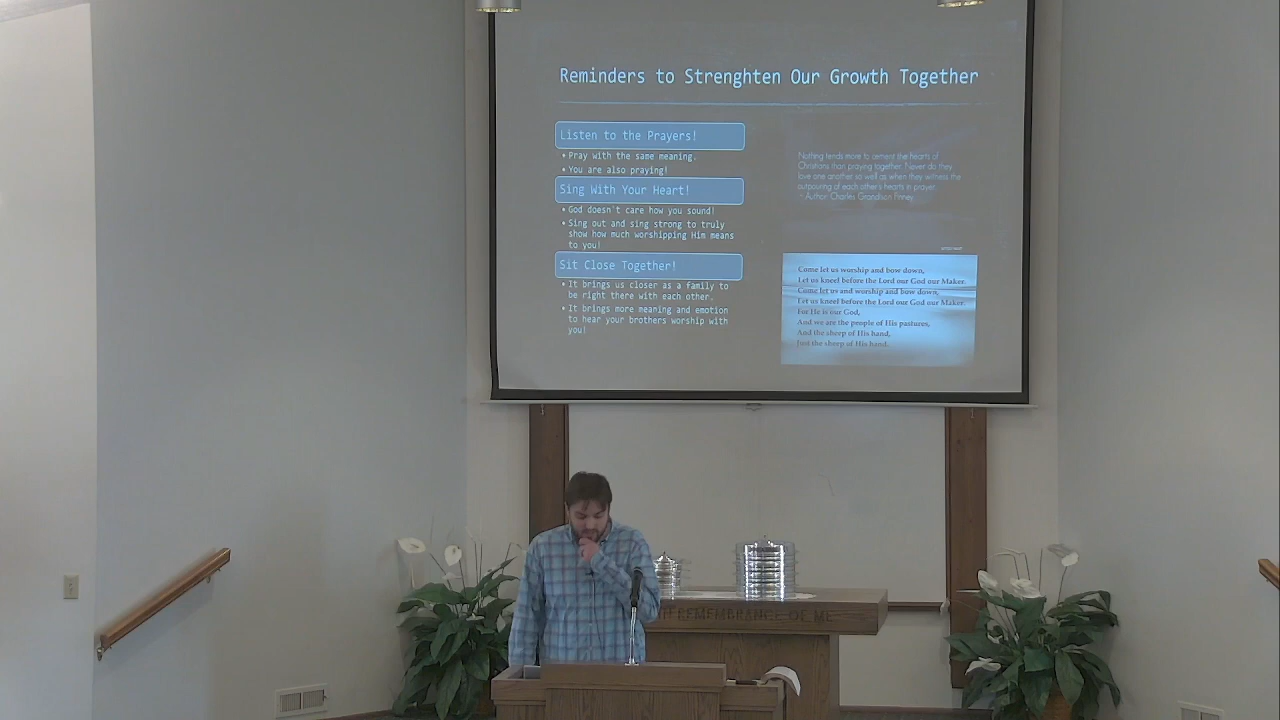 Reminders to Strenghten Our Growth Together
Listen to the Prayers!
• Pray with the same meaning.
• You are also praying!
Sing With Your Heart!
• God doesn't care how you sound!
• Sing out and sing strong to truly
show how much worshipping Him means
to you!
Sit Close Together!
• It brings us closer as a family to
be right there with each other.
• It brings more meaning and emotion
to hear your brothers worship with
you!
Nothing tends more to cement the hearts of
Christians than praying together. Never do they
love one another so well as when they witness the
outpouring of each other's hearts in prayer.
~ Author: Charles Grandison Finney
Come let us worship and bow down,
Let us kneel before the Lord our God our Maker.
Come let us and worship and bow down,
Let us kneel before the Lord our God our Maker.
For He is our God,
And we are the people of His pastures,
And the sheep of His hand,
Just the sheep of His hand.
REMEMBRANCE OF ME